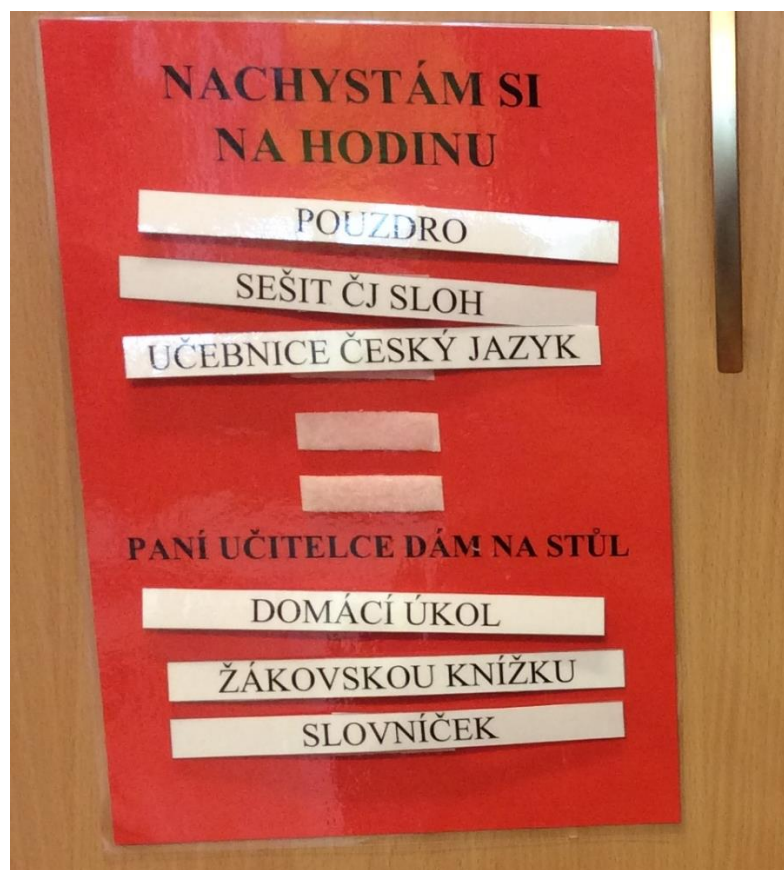 NACHYSTÁM SI
NA HODINU
POUZDRO
SEŠIT ČJ SLOH
UČEBNICE ČESKÝ JAZYK
PANÍ UČITELCE DÁM NA STŮL
DOMÁCÍ ÚKOL
ŽÁKOVSKOU KNÍŽKU
SLOVNÍČEK